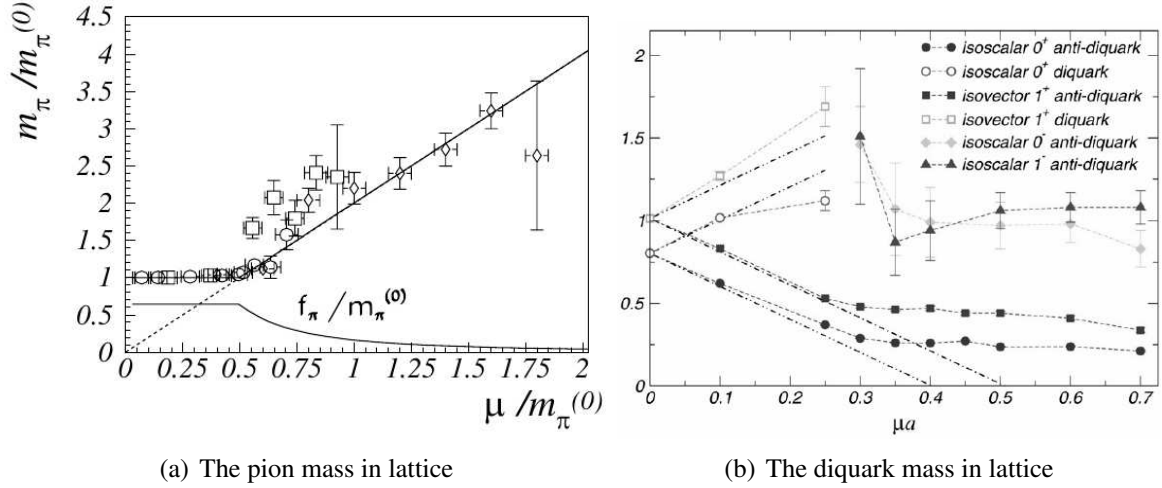 4.5
4
3.5
3
2.5
2
1.5
1
0.5
0
m_π/m_π^(0)
f_π/m_π^(0)
0 0.25 0.5 0.75 1 1.25 1.5 1.75 2
μ/m_π^(0)
(a) The pion mass in lattice
2
1.5
1
0.5
0
isoscalar 0⁺ anti-diquark
isoscalar 0⁺ diquark
isovector 1⁺ anti-diquark
isovector 1⁺ diquark
isoscalar 0⁻ anti-diquark
isoscalar 1⁻ anti-diquark
0 0.1 0.2 0.3 0.4 0.5 0.6 0.7
μa
(b) The diquark mass in lattice